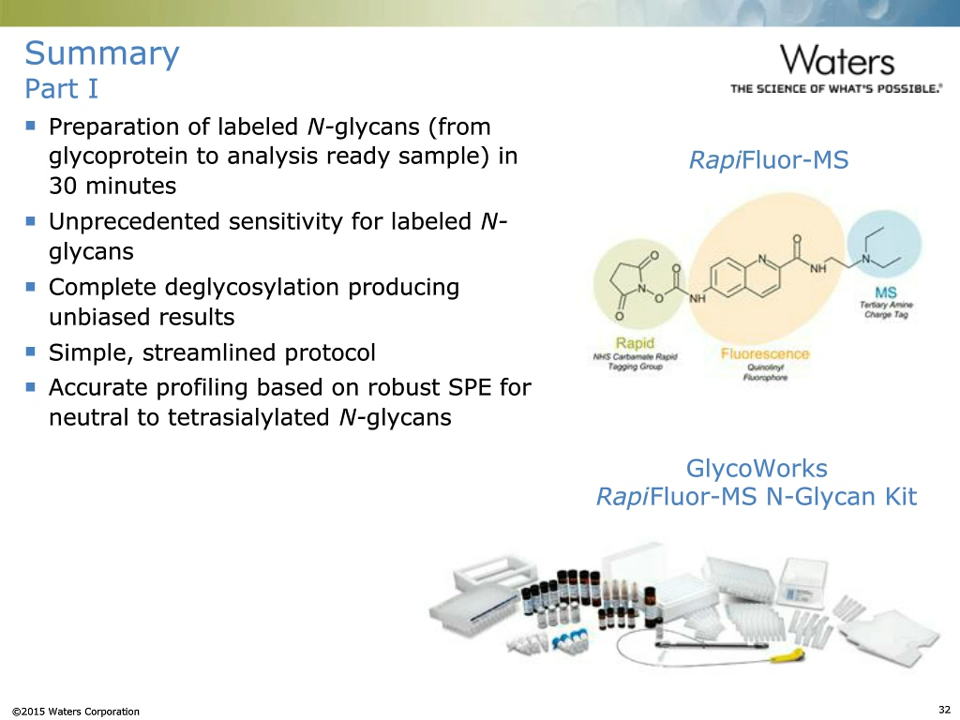 Summary
Part I
Waters
THE SCIENCE OF WHAT'S POSSIBLE.®
■ Preparation of labeled N-glycans (from
glycoprotein to analysis ready sample) in
30 minutes
■ Unprecedented sensitivity for labeled N-
glycans
■ Complete deglycosylation producing
unbiased results
■ Simple, streamlined protocol
■ Accurate profiling based on robust SPE for
neutral to tetrasialylated N-glycans
RapiFluor-MS
O
N
O
O
O
NH
N
O
NH
N
Rapid
NHS Carbamate Rapid
Tagging Group
Fluorescence
Quinolinyl
Fluorophore
MS
Tertiary Amine
Charge Tag
GlycoWorks
RapiFluor-MS N-Glycan Kit
©2015 Waters Corporation
32